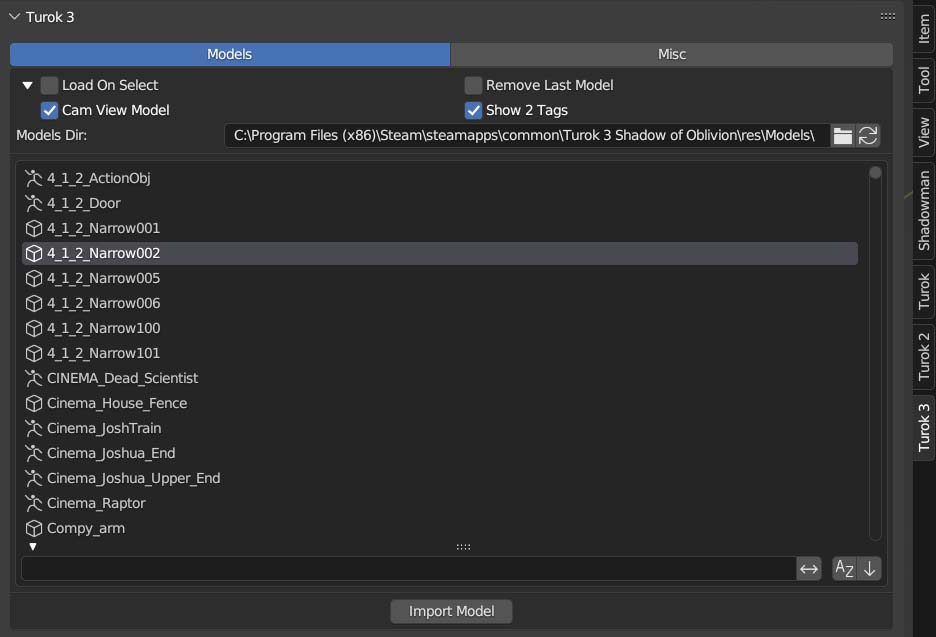 Turok 3
Models Misc
Load On Select Remove Last Model
Cam View Model Show 2 Tags
Models Dir: C:\Program Files (x86)\Steam\steamapps\common\Turok 3 Shadow of Oblivion\res\Models\
4_1_2_ActionObj
4_1_2_Door
4_1_2_Narrow001
4_1_2_Narrow002
4_1_2_Narrow005
4_1_2_Narrow006
4_1_2_Narrow100
4_1_2_Narrow101
CINEMA_Dead_Scientist
Cinema_House_Fence
Cinema_JoshTrain
Cinema_Joshua_End
Cinema_Joshua_Upper_End
Cinema_Raptor
Compy_arm
AZ
Import Model
Item
Tool
View
Shadowman
Turok
Turok 2
Turok 3